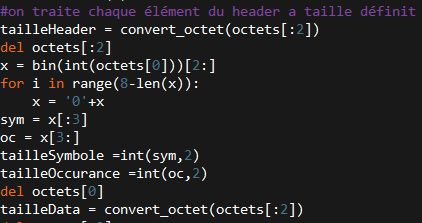 #on traite chaque élément du header a taille définit
tailleHeader = convert_octet(octets[:2])
del octets[:2]
x = bin(int(octets[0]))[2:]
for i in range(8-len(x)):
    x = '0'+x
sym = x[:3]
oc = x[3:]
tailleSymbole =int(sym,2)
tailleOccurance =int(oc,2)
del octets[0]
tailleData = convert_octet(octets[:2])